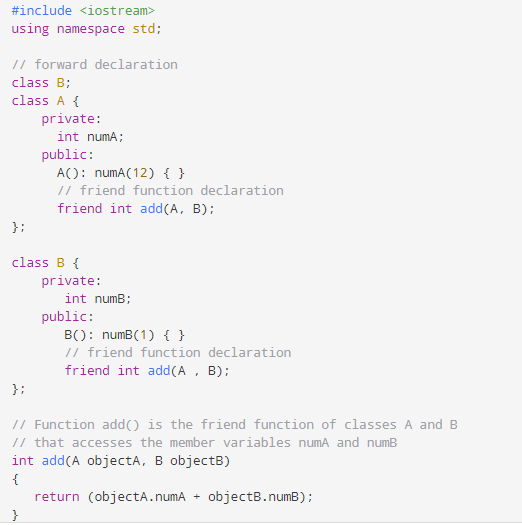 #include <iostream>
using namespace std;

// forward declaration
class B;
class A {
    private:
      int numA;
    public:
      A(): numA(12) { }
      // friend function declaration
      friend int add(A, B);
};

class B {
    private:
       int numB;
    public:
       B(): numB(1) { }
       // friend function declaration
       friend int add(A , B);
};

// Function add() is the friend function of classes A and B
// that accesses the member variables numA and numB
int add(A objectA, B objectB)
{
   return (objectA.numA + objectB.numB);
}